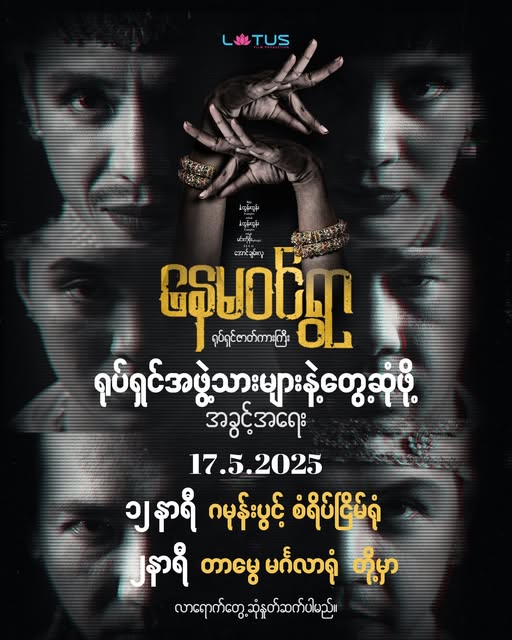 LOTUS
FILM PRODUCTION
နေမဝင်ရွာ
ရုပ်ရှင်ဇာတ်ကားကြီး
ရုပ်ရှင်အဖွဲ့သားများနဲ့တွေ့ဆုံဖို့
အခွင့်အရေး
17.5.2025
၁၂ နာရီ ဂမုန်းပွင့် စံရိပ်ငြိမ်ရုံ
၂နာရီ တာမွေ မင်္ဂလာရုံ တို့မှာ
လာရောက်တွေ့ဆုံနှုတ်ဆက်ပါမည်။